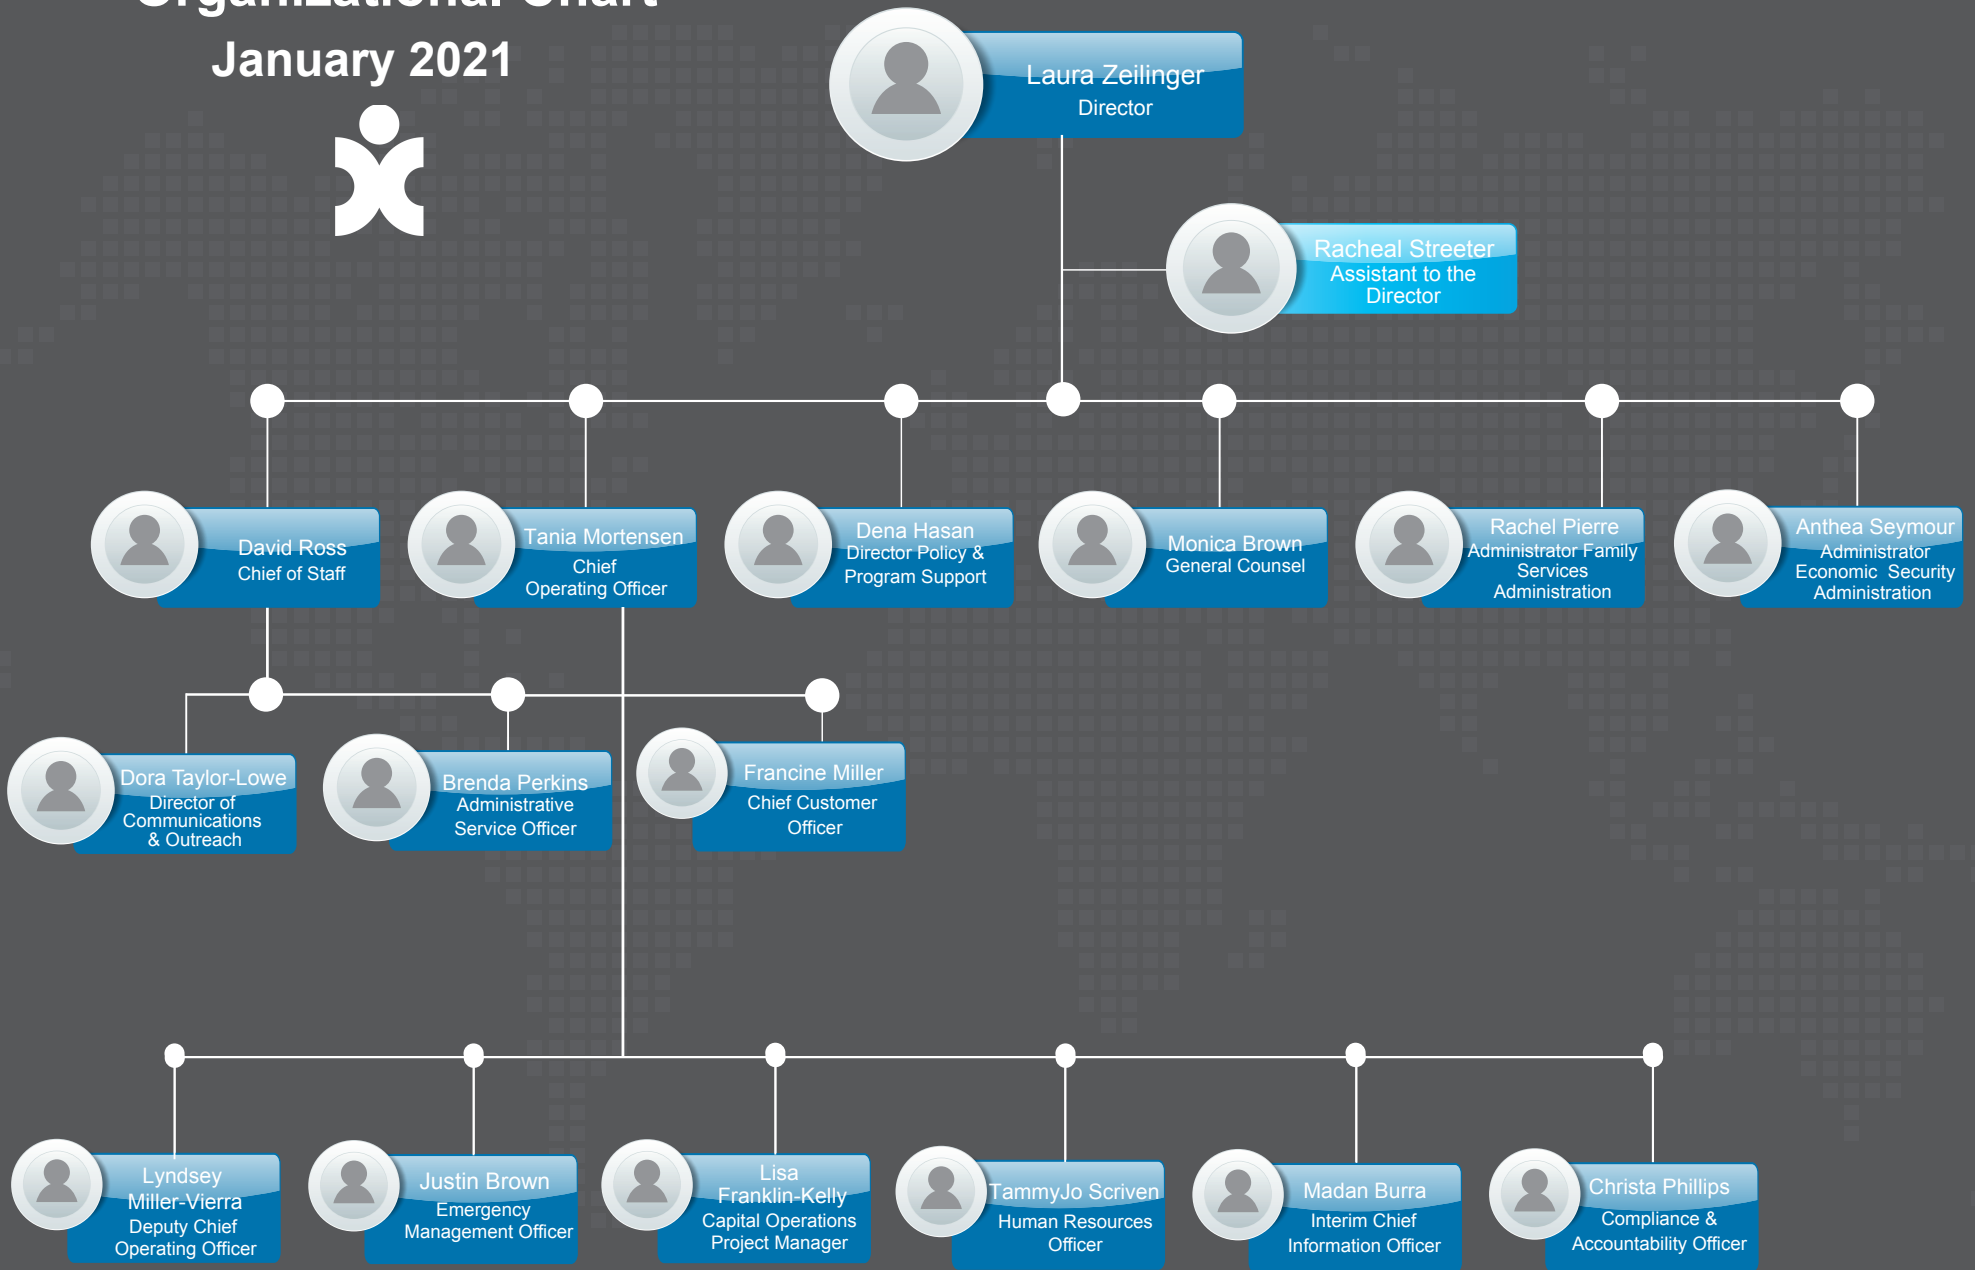 Organizational Chart
January 2021
Laura Zeilinger
Director
Racheal Streeter
Assistant to the
Director
David Ross
Chief of Staff
Tania Mortensen
Chief
Operating Officer
Dena Hasan
Director Policy &
Program Support
Monica Brown
General Counsel
Rachel Pierre
Administrator Family
Services
Administration
Anthea Seymour
Administrator
Economic Security
Administration
Dora Taylor-Lowe
Director of
Communications
& Outreach
Brenda Perkins
Administrative
Service Officer
Francine Miller
Chief Customer
Officer
Lyndsey
Miller-Vierra
Deputy Chief
Operating Officer
Justin Brown
Emergency
Management Officer
Lisa
Franklin-Kelly
Capital Operations
Project Manager
TammyJo Scriven
Human Resources
Officer
Madan Burra
Interim Chief
Information Officer
Christa Phillips
Compliance &
Accountability Officer